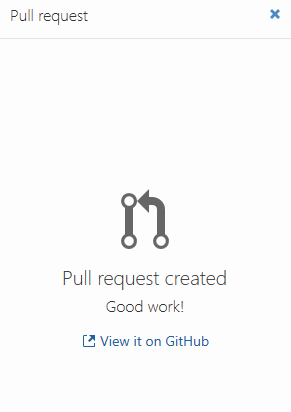 Pull request
Pull request created
Good work!
View it on GitHub